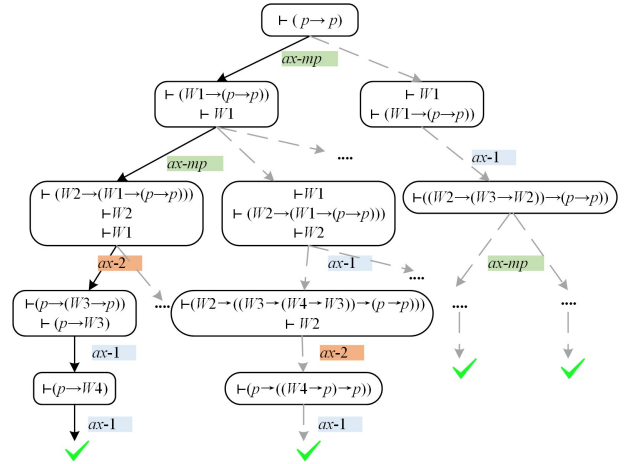 ⊢ ( p→ p)
ax-mp
⊢ (W1→(p→p))
⊢ W1
⊢ W1
⊢ (W1→(p→p))
....
ax-mp
ax-1
⊢ (W2→(W1→(p→p)))
⊢W2
⊢W1
⊢W1
⊢ (W2→(W1→(p→p)))
⊢ W2
⊢((W2→(W3→W2))→(p→p))
ax-2
ax-1
ax-mp
....
....
....
....
⊢(p→(W3→p))
⊢ (p→W3)
⊢(W2→((W3→(W4→W3))→(p→p)))
⊢ W2
ax-1
ax-2
⊢(p→W4)
⊢(p→((W4→p)→p))
ax-1
ax-1